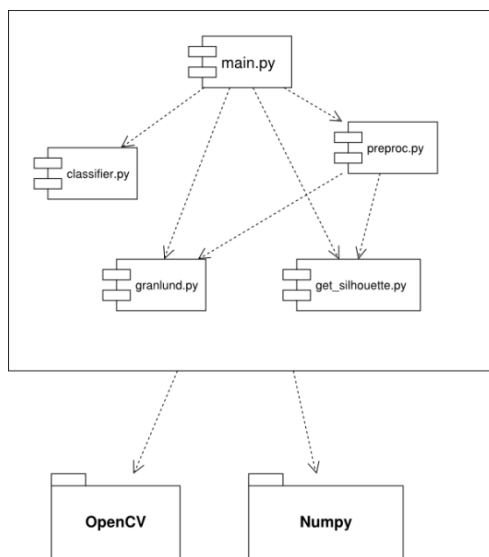 main.py
preproc.py
classifier.py
granlund.py
get_silhouette.py
OpenCV
Numpy